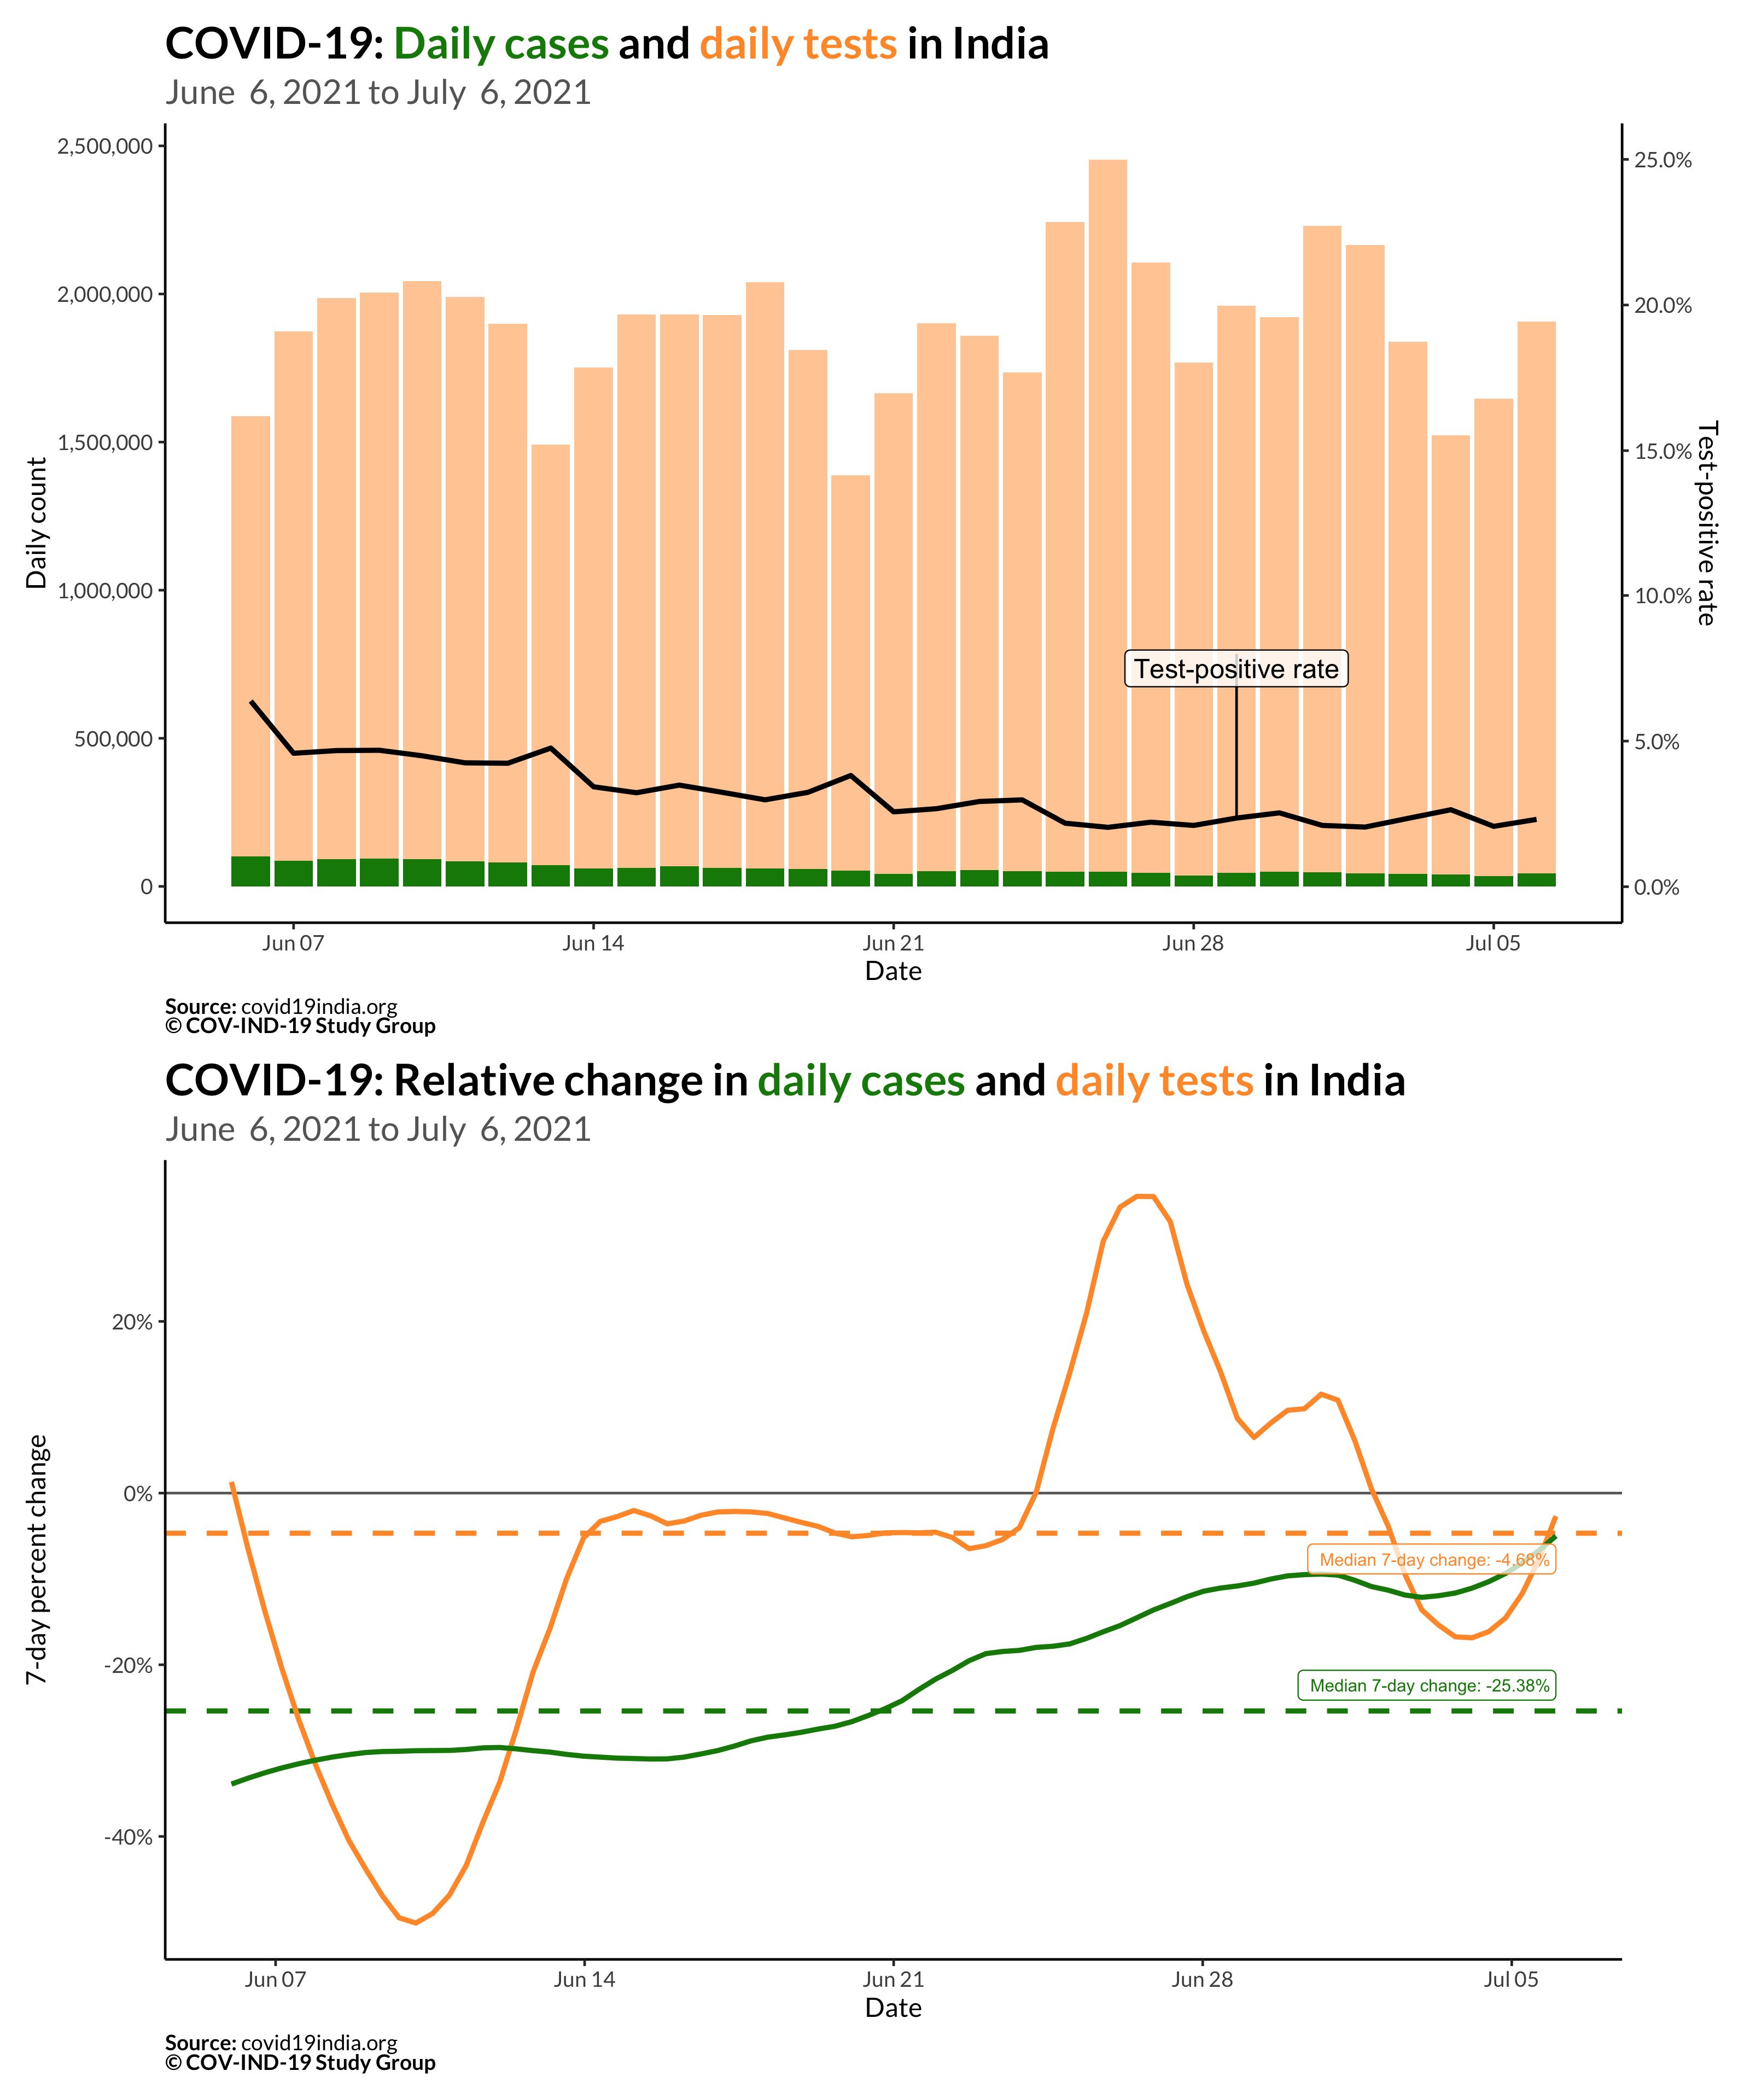 COVID-19: Daily cases and daily tests in India
June 6, 2021 to July 6, 2021
2,500,000
2,000,000
1,500,000
1,000,000
500,000
0
Daily count
25.0%
20.0%
15.0%
10.0%
5.0%
0.0%
Test-positive rate
Test-positive rate
Jun 07 Jun 14 Jun 21 Jun 28 Jul 05
Date
Source: covid19india.org
© COV-IND-19 Study Group
COVID-19: Relative change in daily cases and daily tests in India
June 6, 2021 to July 6, 2021
20%
0%
-20%
-40%
7-day percent change
Median 7-day change: -4.68%
Median 7-day change: -25.38%
Jun 07 Jun 14 Jun 21 Jun 28 Jul 05
Date
Source: covid19india.org
© COV-IND-19 Study Group